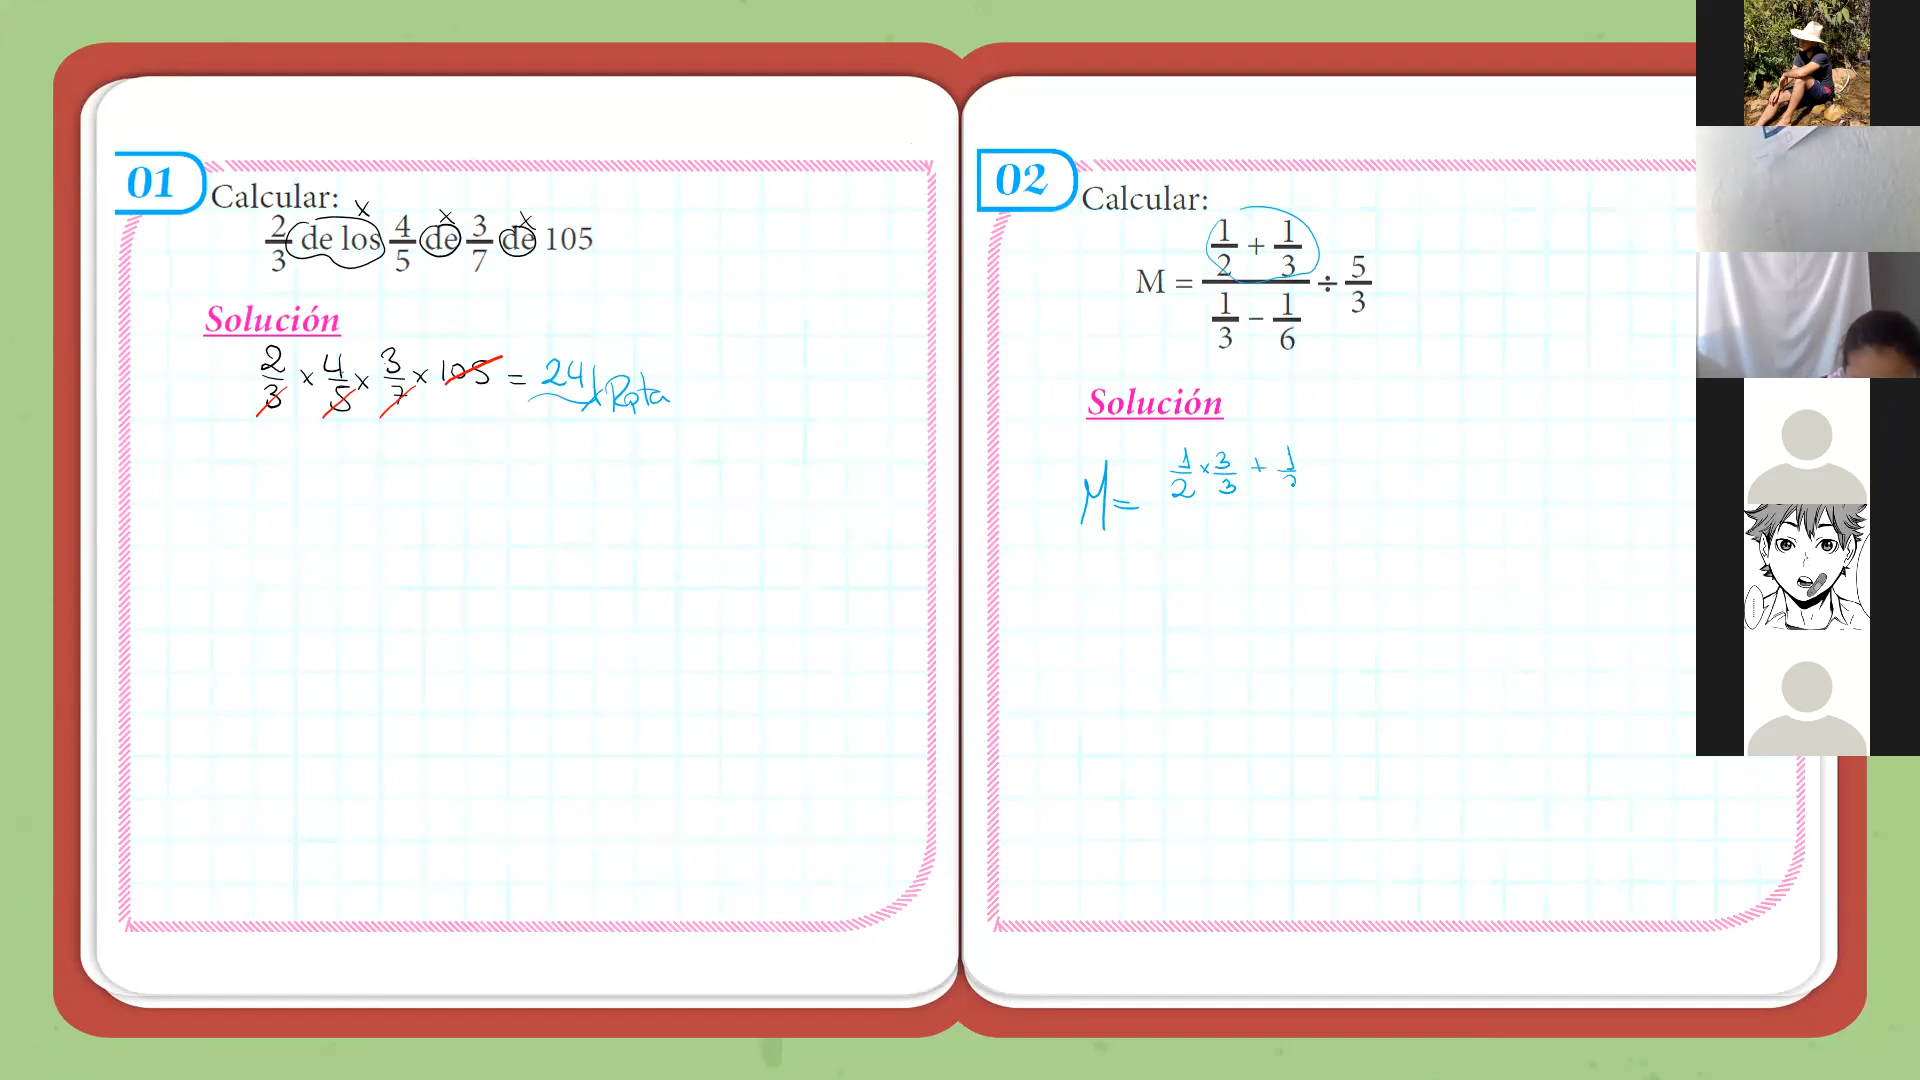 01
Calcular:
x x x
2/3 de los 4/5 de 3/7 de 105
Solución
2/3 x 4/5 x 3/7 x 105 = 24 Rpta
02
Calcular:
M = (1/2 + 1/3)/(1/3 − 1/6) ÷ 5/3
Solución
M = 1/2 x 3/3 + 1